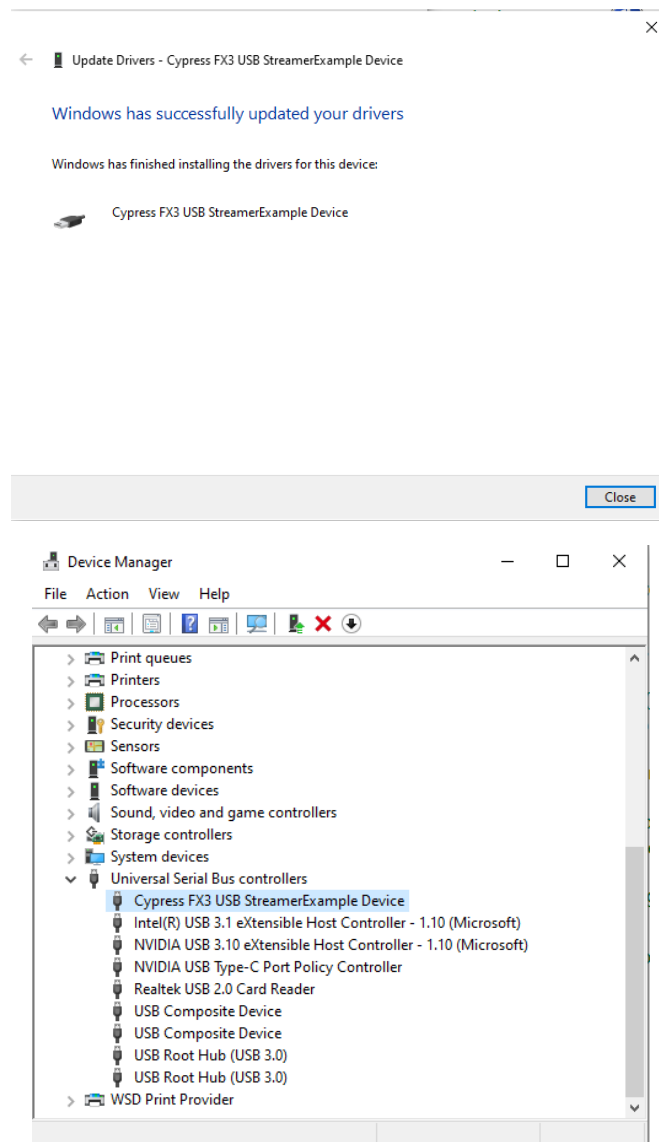 Update Drivers - Cypress FX3 USB StreamerExample Device
Windows has successfully updated your drivers
Windows has finished installing the drivers for this device:
Cypress FX3 USB StreamerExample Device
Close
Device Manager
File Action View Help
Print queues
Printers
Processors
Security devices
Sensors
Software components
Software devices
Sound, video and game controllers
Storage controllers
System devices
Universal Serial Bus controllers
Cypress FX3 USB StreamerExample Device
Intel(R) USB 3.1 eXtensible Host Controller - 1.10 (Microsoft)
NVIDIA USB 3.10 eXtensible Host Controller - 1.10 (Microsoft)
NVIDIA USB Type-C Port Policy Controller
Realtek USB 2.0 Card Reader
USB Composite Device
USB Composite Device
USB Root Hub (USB 3.0)
USB Root Hub (USB 3.0)
WSD Print Provider